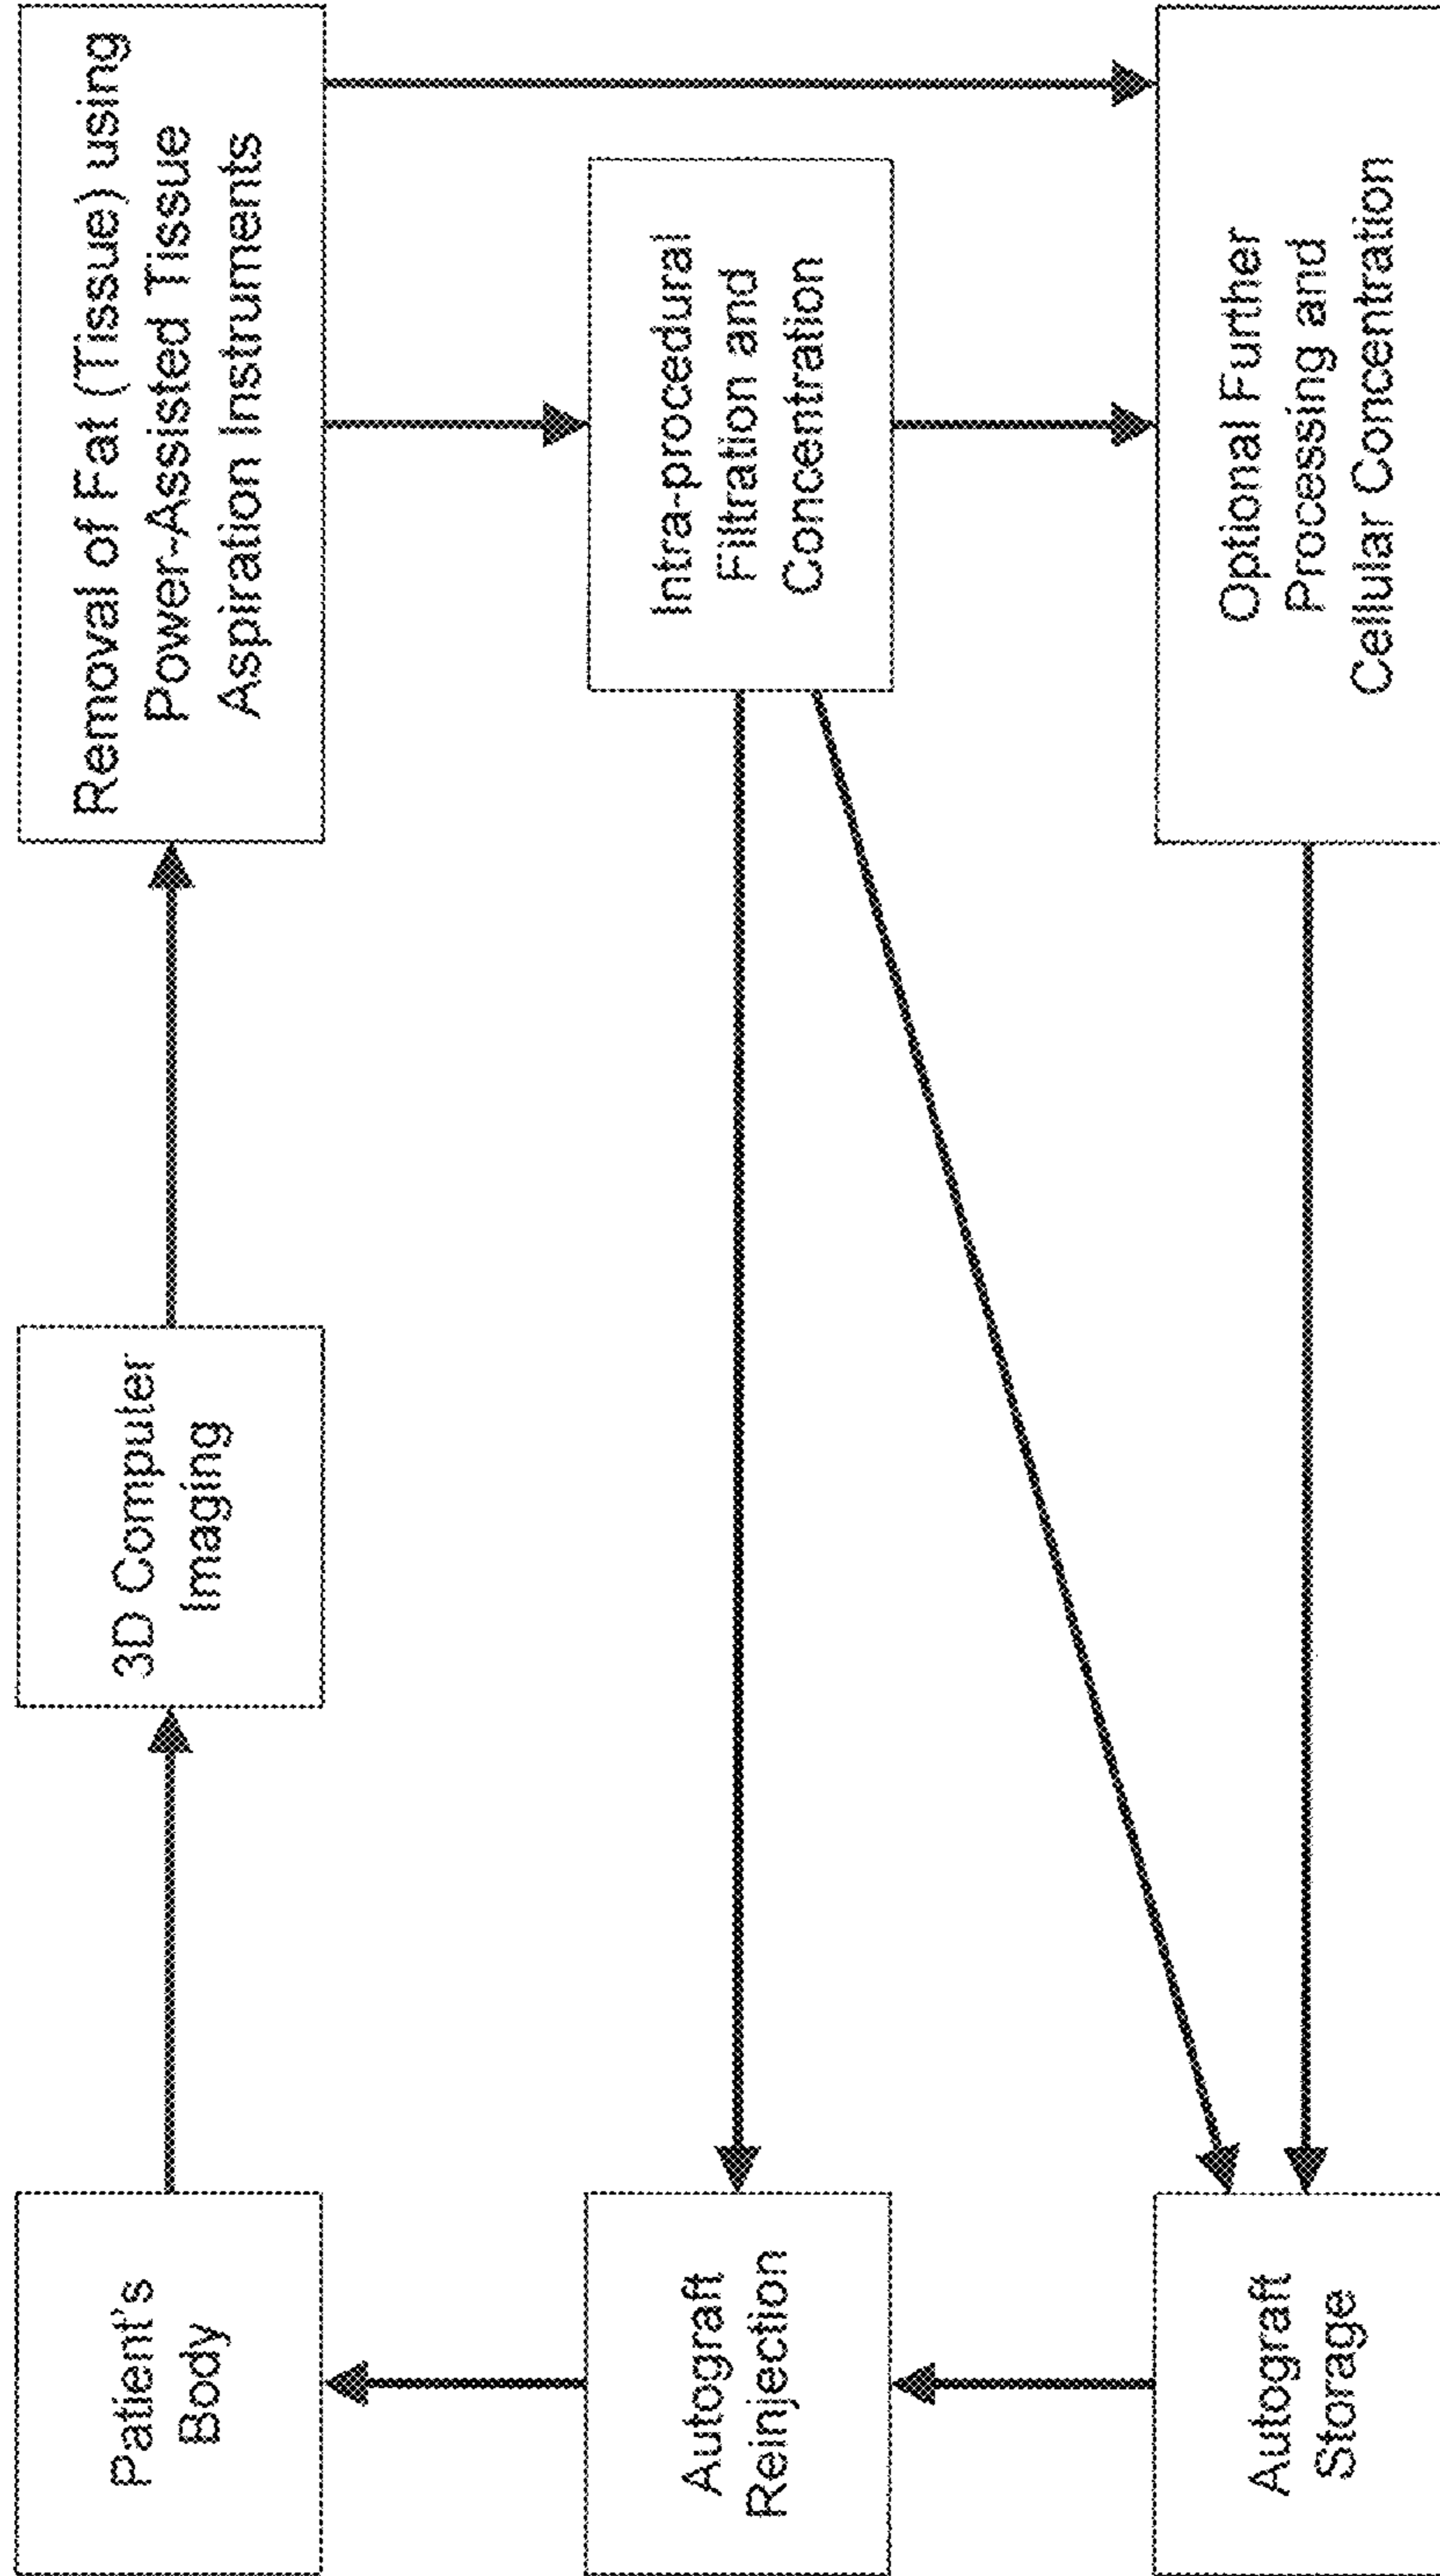 Patient's
Body
3D Computer
Imaging
Removal of Fat (Tissue) using
Power-Assisted Tissue
Aspiration Instruments
Autograft
Reinjection
Intra-procedural
Filtration and
Concentration
Autograft
Storage
Optional Further
Processing and
Cellular Concentration